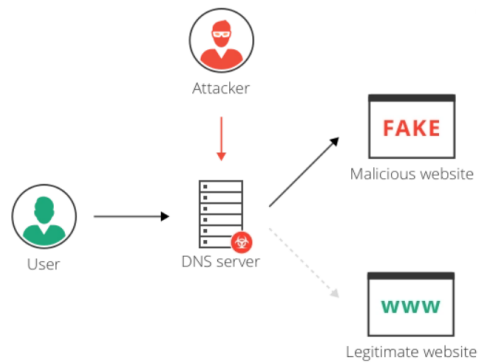 Attacker
FAKE
Malicious website
User
DNS server
www
Legitimate website